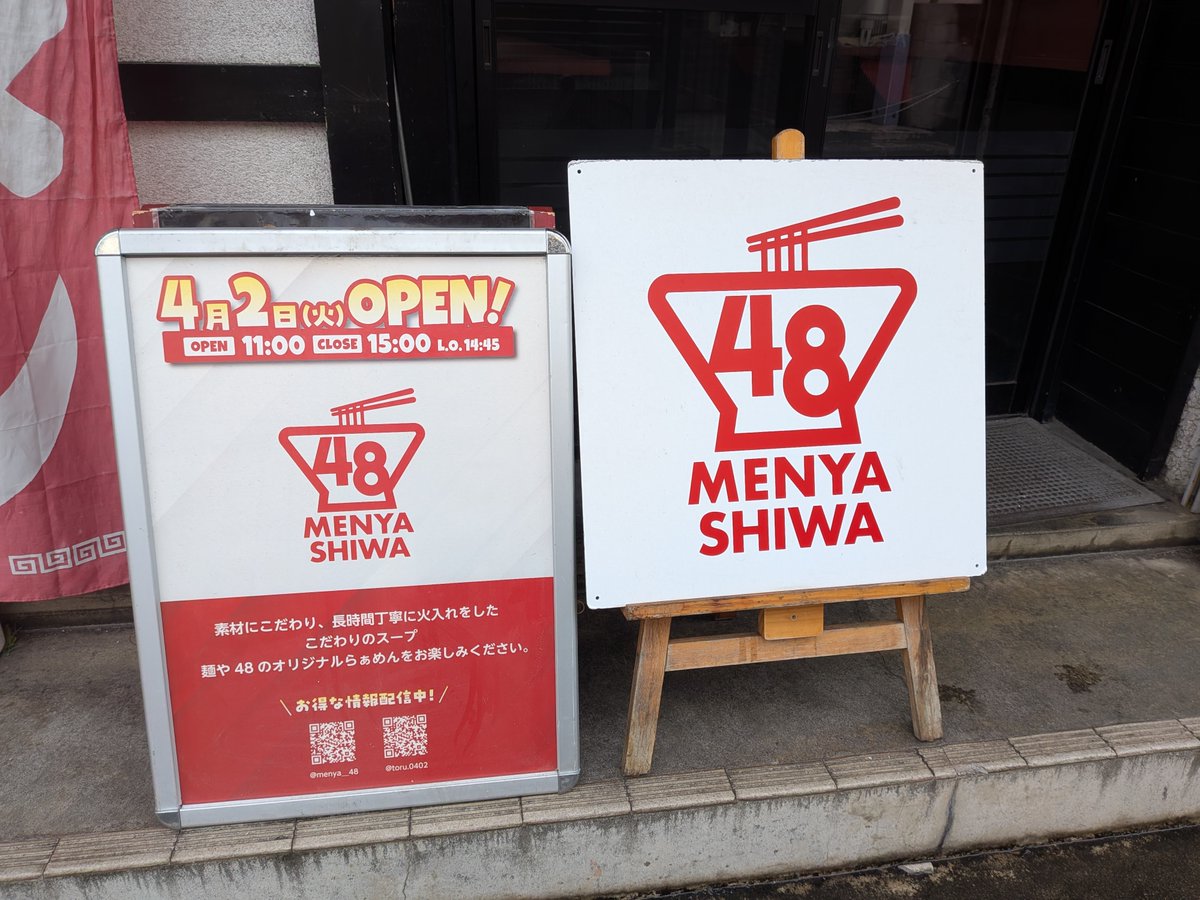 4月2日(火)OPEN!
OPEN 11:00 CLOSE 15:00 L.O.14:45
48
MENYA
SHIWA
素材にこだわり、長時間丁寧に火入れをした
こだわりのスープ
麺や 48 のオリジナルらぁめんをお楽しみください。
\お得な情報配信中!/
@menya__48 @toru.0402
48
MENYA
SHIWA